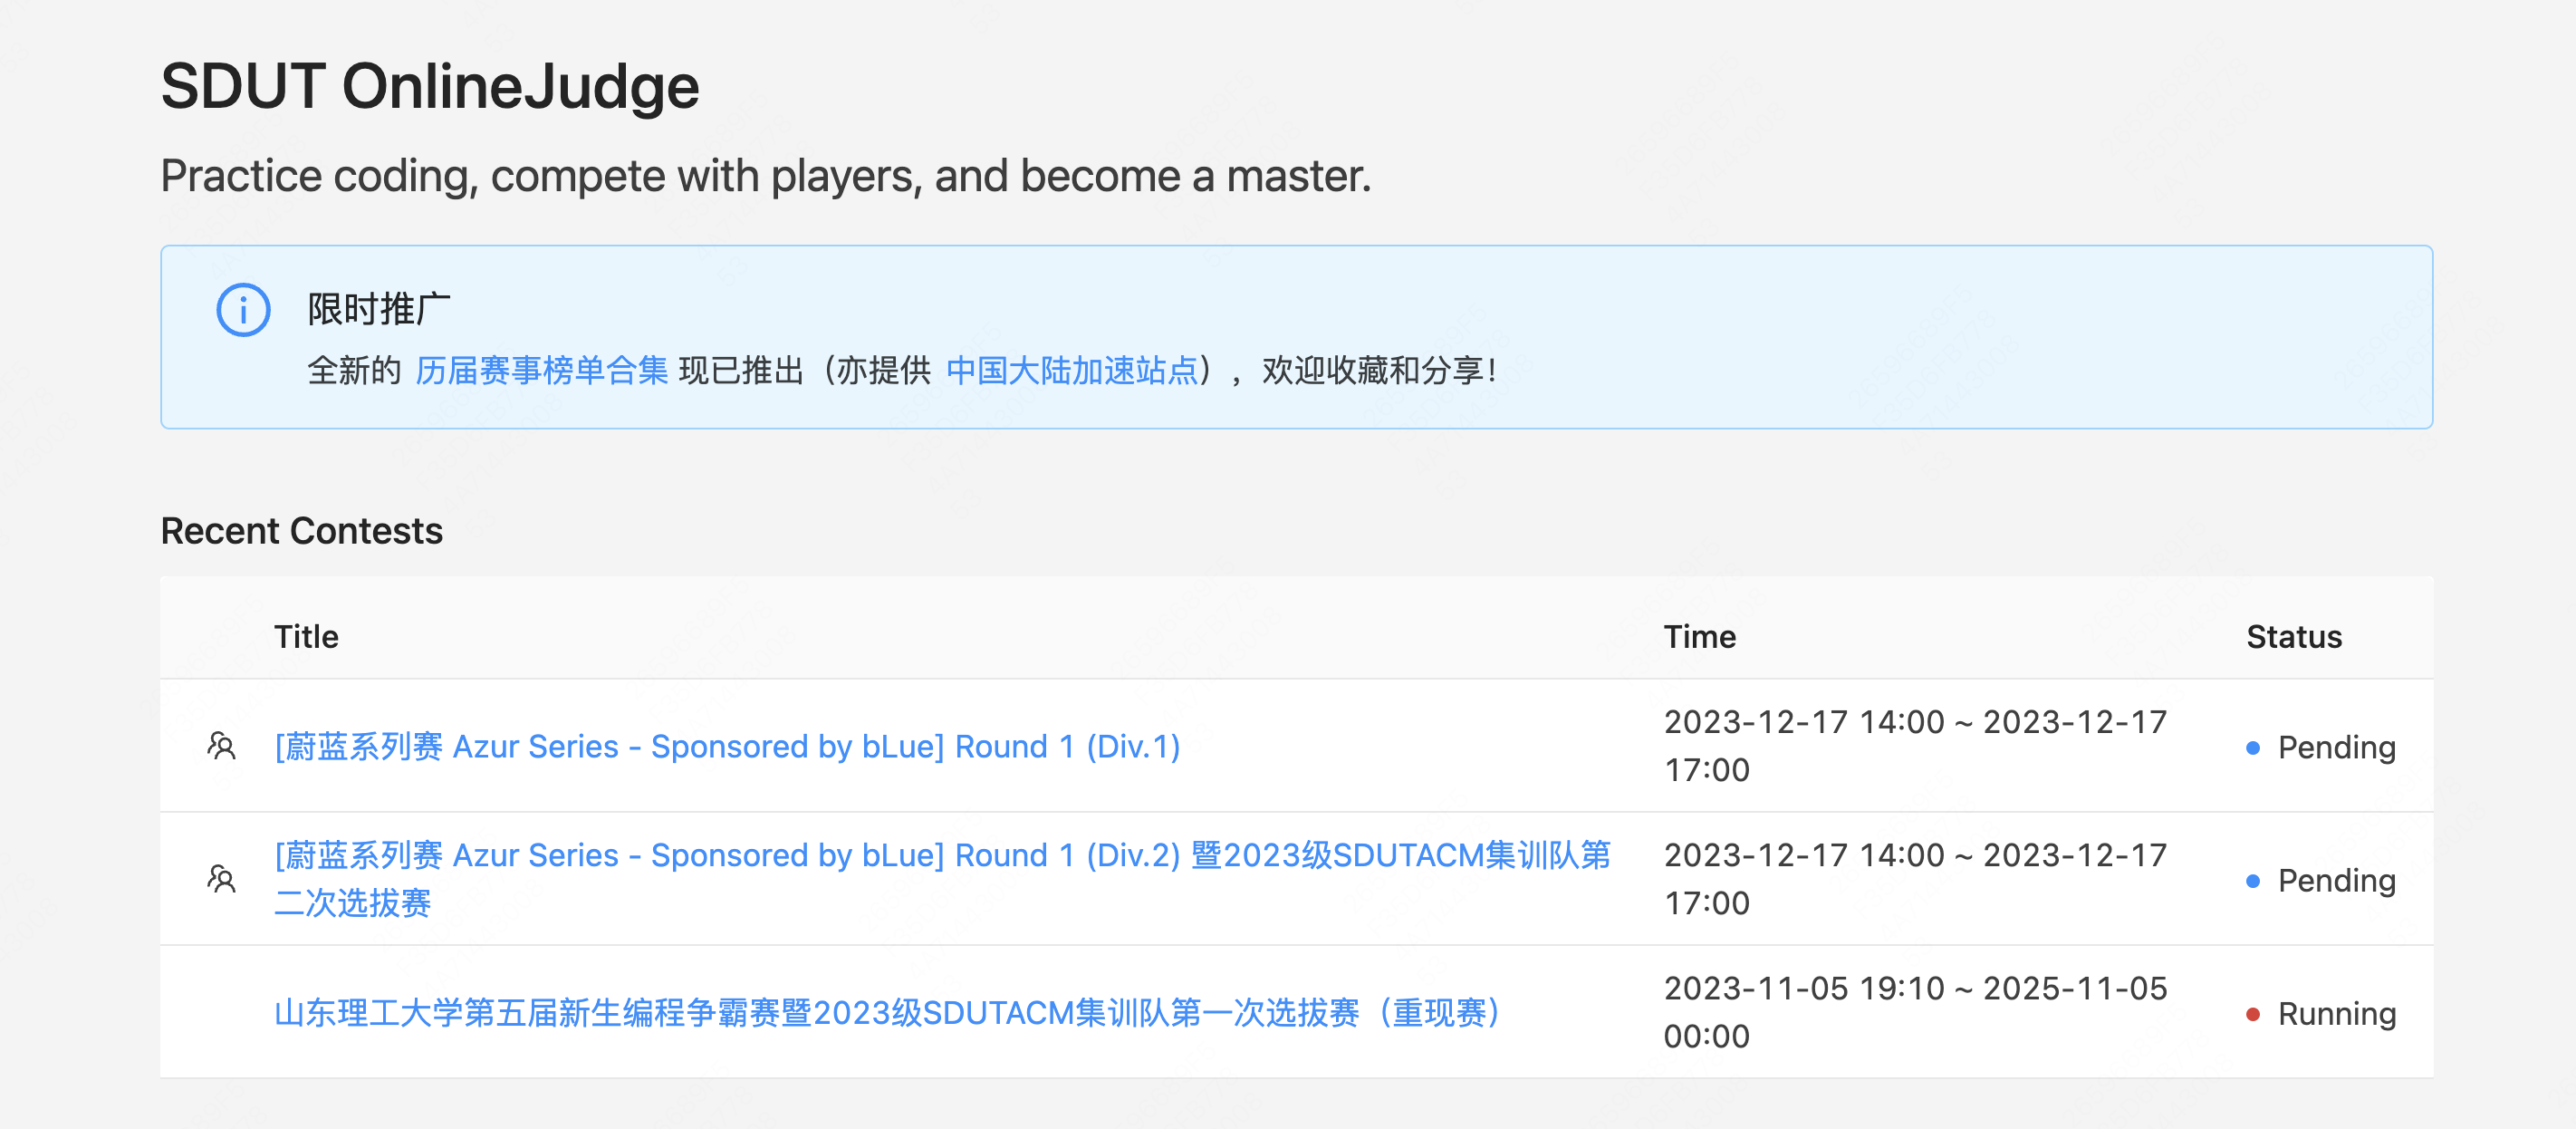 SDUT OnlineJudge
Practice coding, compete with players, and become a master.
限时推广
全新的 历届赛事榜单合集 现已推出（亦提供 中国大陆加速站点），欢迎收藏和分享！
Recent Contests
Title Time Status
[蔚蓝系列赛 Azur Series - Sponsored by bLue] Round 1 (Div.1)
2023-12-17 14:00 ~ 2023-12-17
17:00
Pending
[蔚蓝系列赛 Azur Series - Sponsored by bLue] Round 1 (Div.2) 暨2023级SDUTACM集训队第
二次选拔赛
2023-12-17 14:00 ~ 2023-12-17
17:00
Pending
山东理工大学第五届新生编程争霸赛暨2023级SDUTACM集训队第一次选拔赛（重现赛）
2023-11-05 19:10 ~ 2025-11-05
00:00
Running